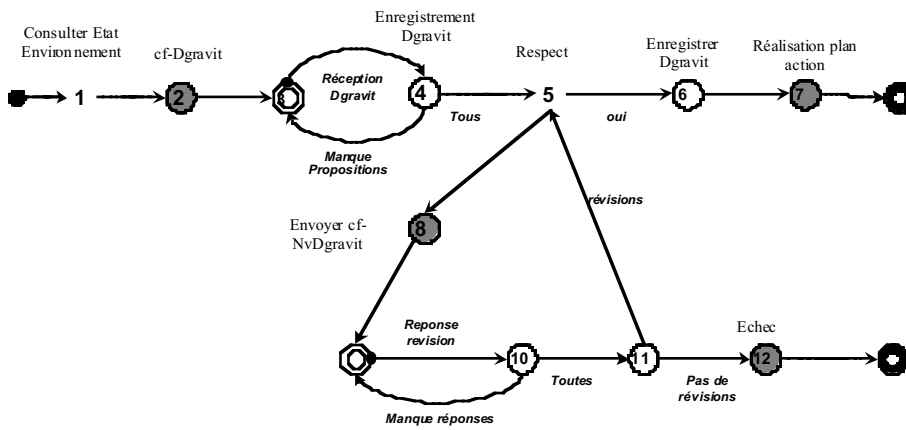 Consulter Etat
Environnement
cf-Dgravit
Enregistrement
Dgravit
Respect
Enregistrer
Dgravit
Réalisation plan
action
Réception
Dgravit
1
2
4
5
6
7
Tous
oui
Manque
Propositions
révisions
Envoyer cf-
NvDgravit
8
Reponse
revision
Echec
10
11
12
Toutes
Pas de
révisions
Manque réponses